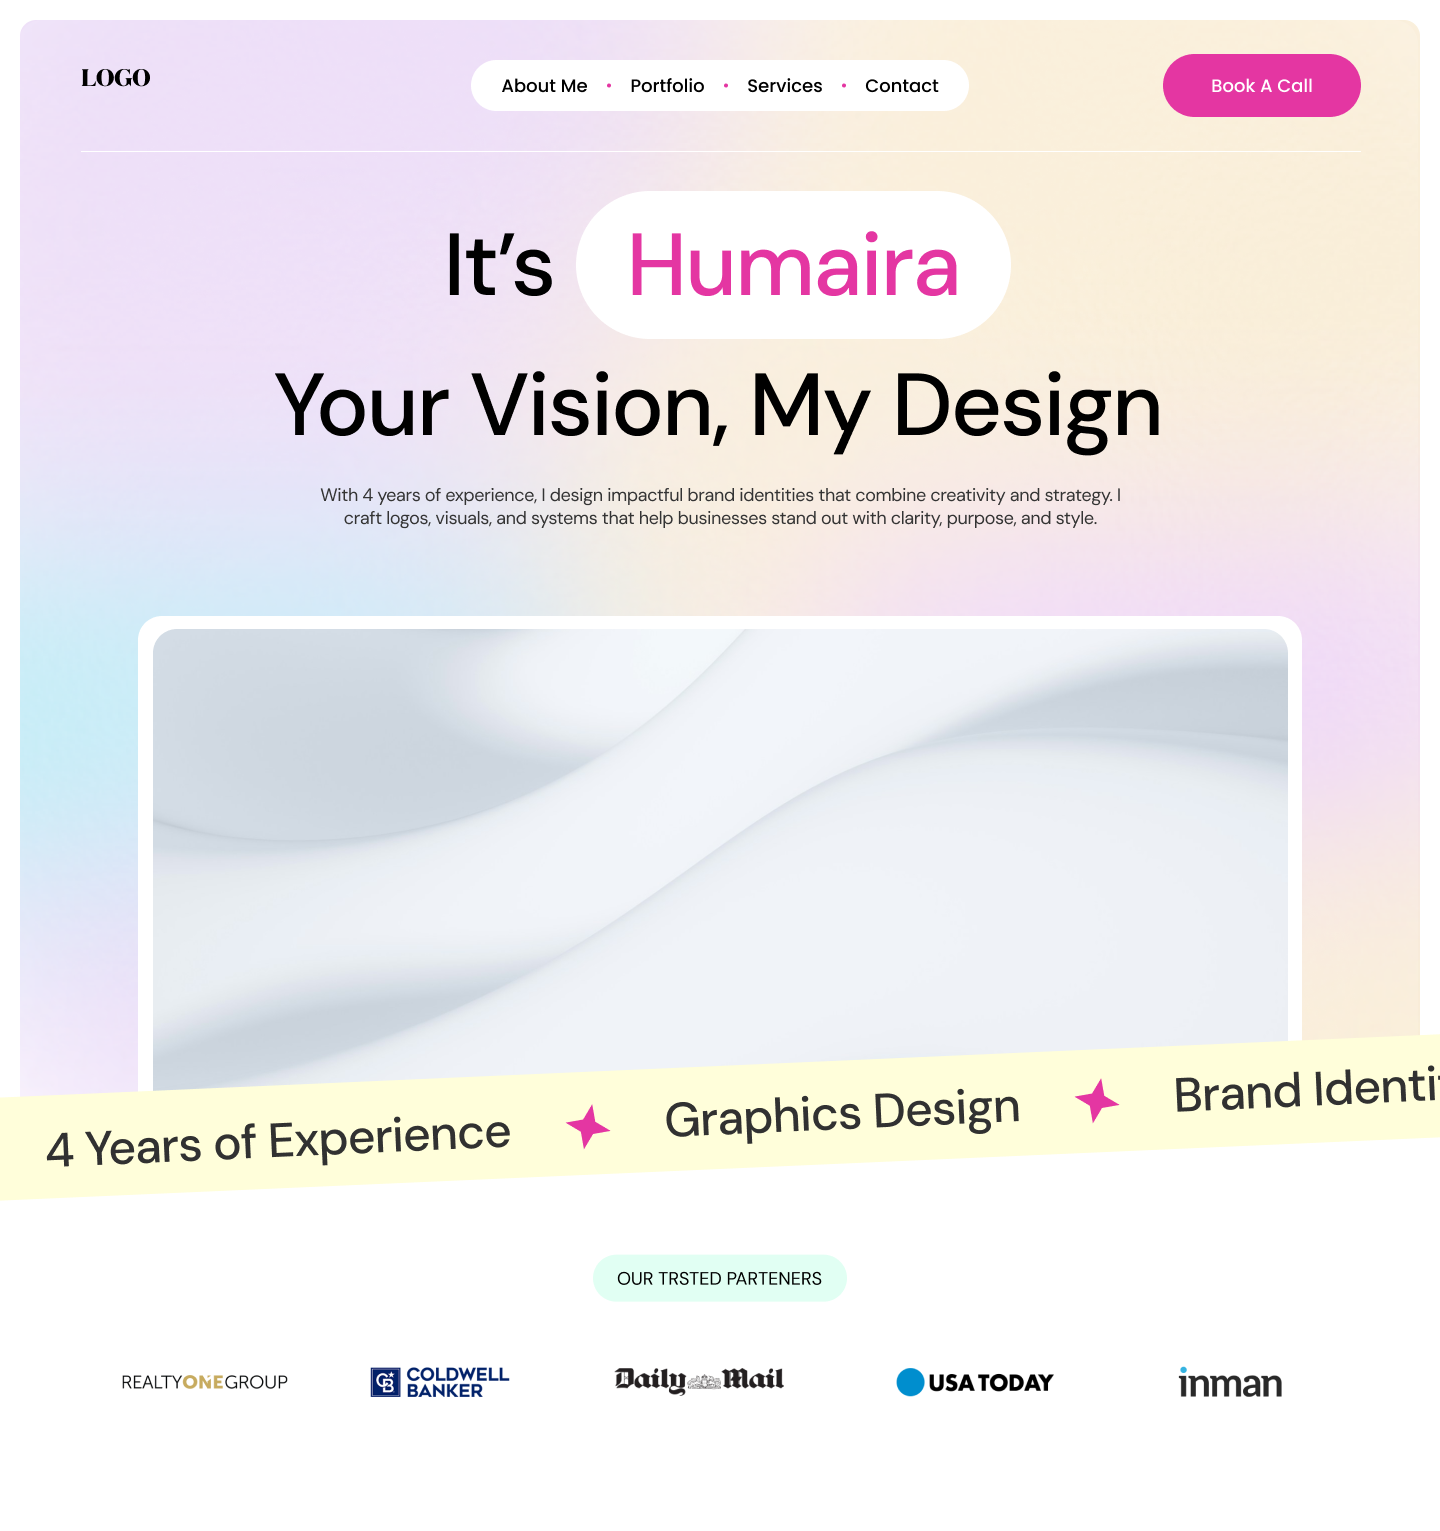 LOGO
About Me • Portfolio • Services • Contact
Book A Call
It’s Humaira
Your Vision, My Design
With 4 years of experience, I design impactful brand identities that combine creativity and strategy. I
craft logos, visuals, and systems that help businesses stand out with clarity, purpose, and style.
4 Years of Experience Graphics Design Brand Identit
OUR TRSTED PARTENERS
REALTYONEGROUP
CB COLDWELL
BANKER
Daily Mail
USA TODAY
inman